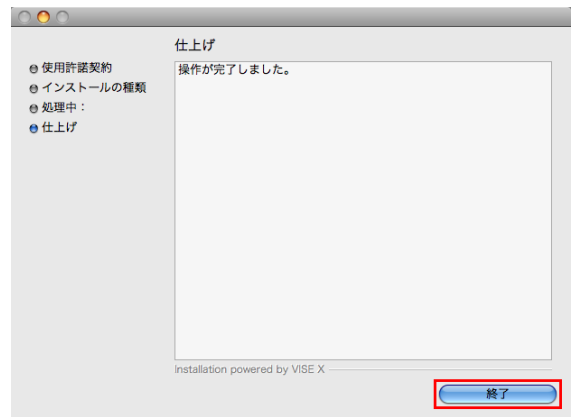 仕上げ
使用許諾契約
インストールの種類
処理中：
仕上げ
操作が完了しました。
Installation powered by VISE X
終了